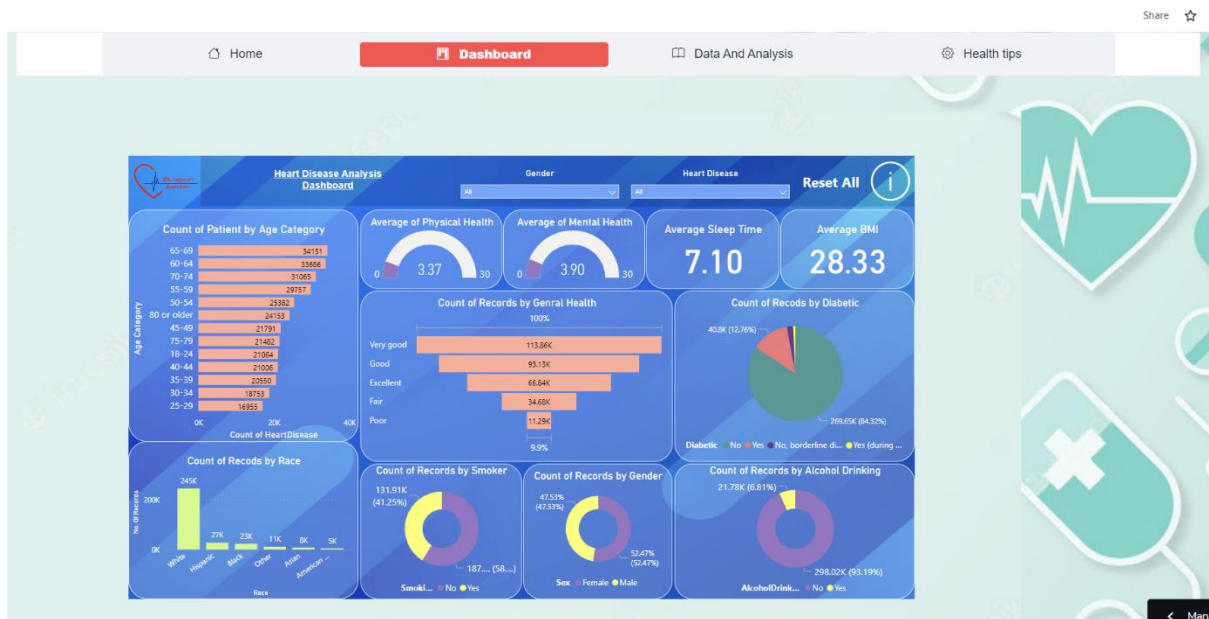 Share
Home
Dashboard
Data And Analysis
Health tips
Heart Disease Analysis
Dashboard
Gender
All
Heart Disease
All
Reset All
i
Count of Patient by Age Category
Age Category
65-69 34151
60-64 33686
70-74 31065
55-59 29757
50-54 25382
80 or older 24153
45-49 21791
75-79 21482
18-24 21064
40-44 21006
35-39 20550
30-34 18753
25-29 16955
0K 20K 40K
Count of HeartDisease
Average of Physical Health
0 3.37 30
Average of Mental Health
0 3.90 30
Average Sleep Time
7.10
Average BMI
28.33
Count of Records by Genral Health
100%
Very good 113.86K
Good 93.13K
Excellent 66.84K
Fair 34.68K
Poor 11.29K
9.9%
Count of Recods by Diabetic
40.8K (12.76%)
269.65K (84.32%)
Diabetic No Yes No, borderline di... Yes (during ...
Count of Recods by Race
No. Of Records
200K
0K
245K
27K
23K
11K
8K
5K
White
Hispanic
Black
Other
Asian
American ...
Race
Count of Records by Smoker
131.91K
(41.25%)
187.... (58....)
Smoki... No Yes
Count of Records by Gender
47.53%
(47.53%)
52.47%
(52.47%)
Sex Female Male
Count of Records by Alcohol Drinking
21.78K (6.81%)
298.02K (93.19%)
AlcoholDrink... No Yes
Man